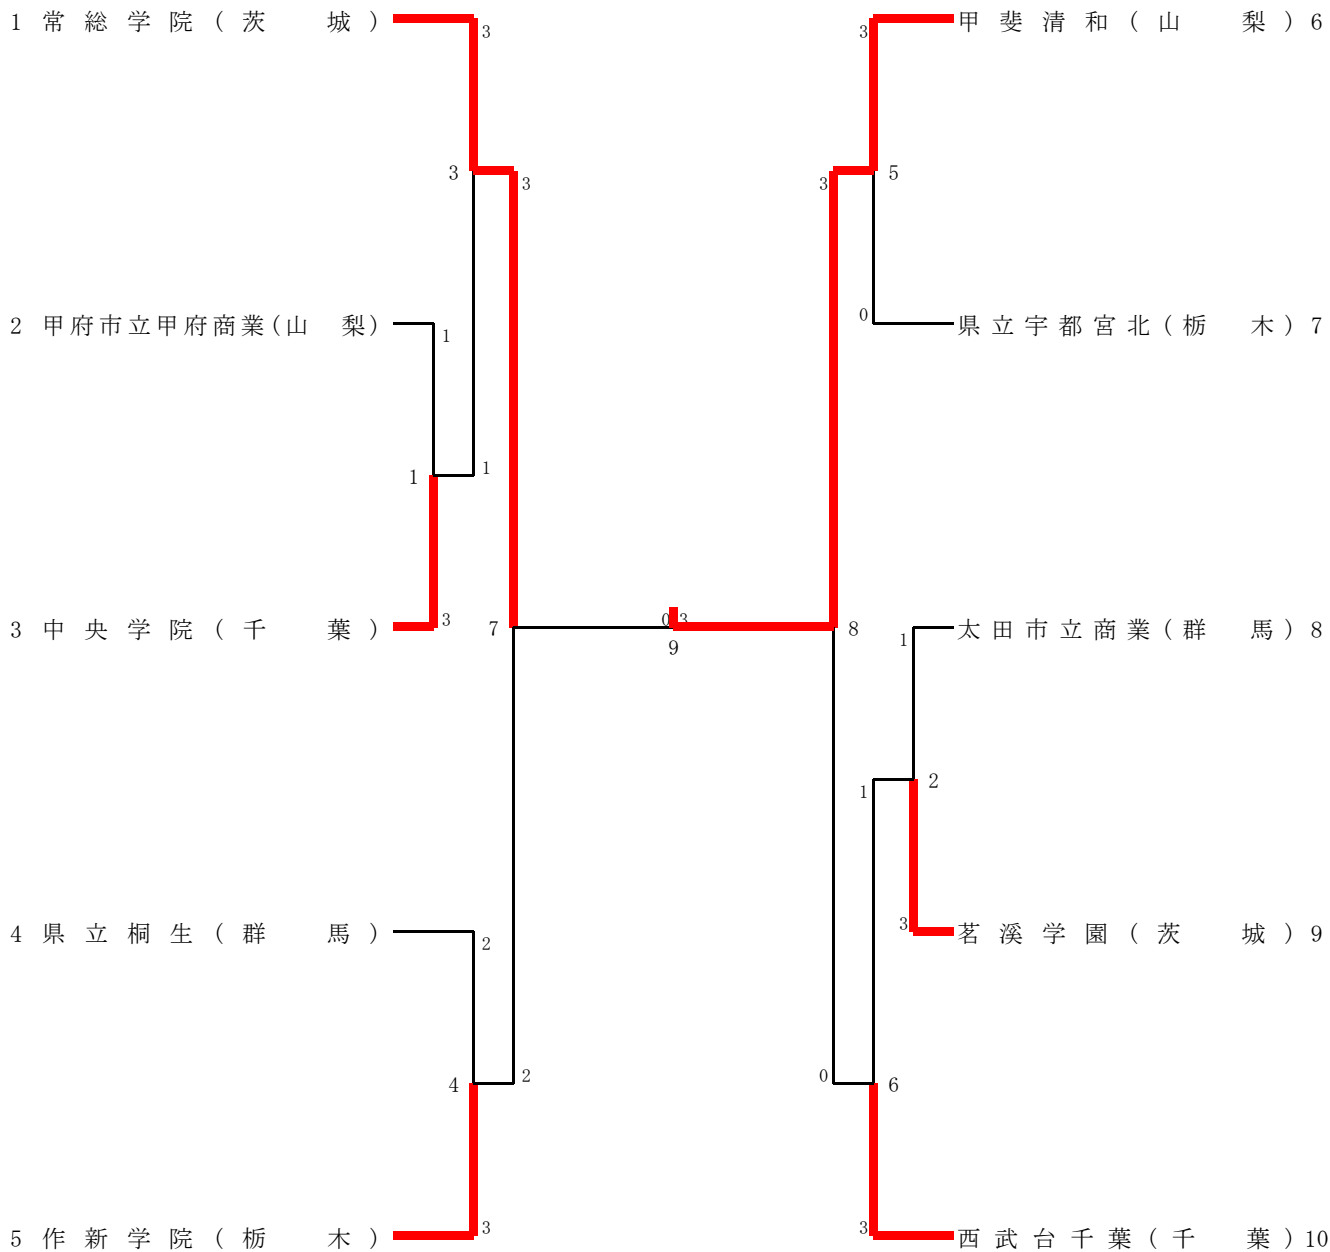 1 常総学院(茨　城)
3
3
甲斐清和(山　梨) 6
3
3
3
5
2 甲府市立甲府商業(山　梨)
1
0
県立宇都宮北(栃　木) 7
1
1
3 中央学院(千　葉)
3
7
0 3
9
8
1
太田市立商業(群　馬) 8
1
2
4 県立桐生(群　馬)
2
3
茗溪学園(茨　城) 9
4
2
0
6
5 作新学院(栃　木)
3
3
西武台千葉(千　葉) 10